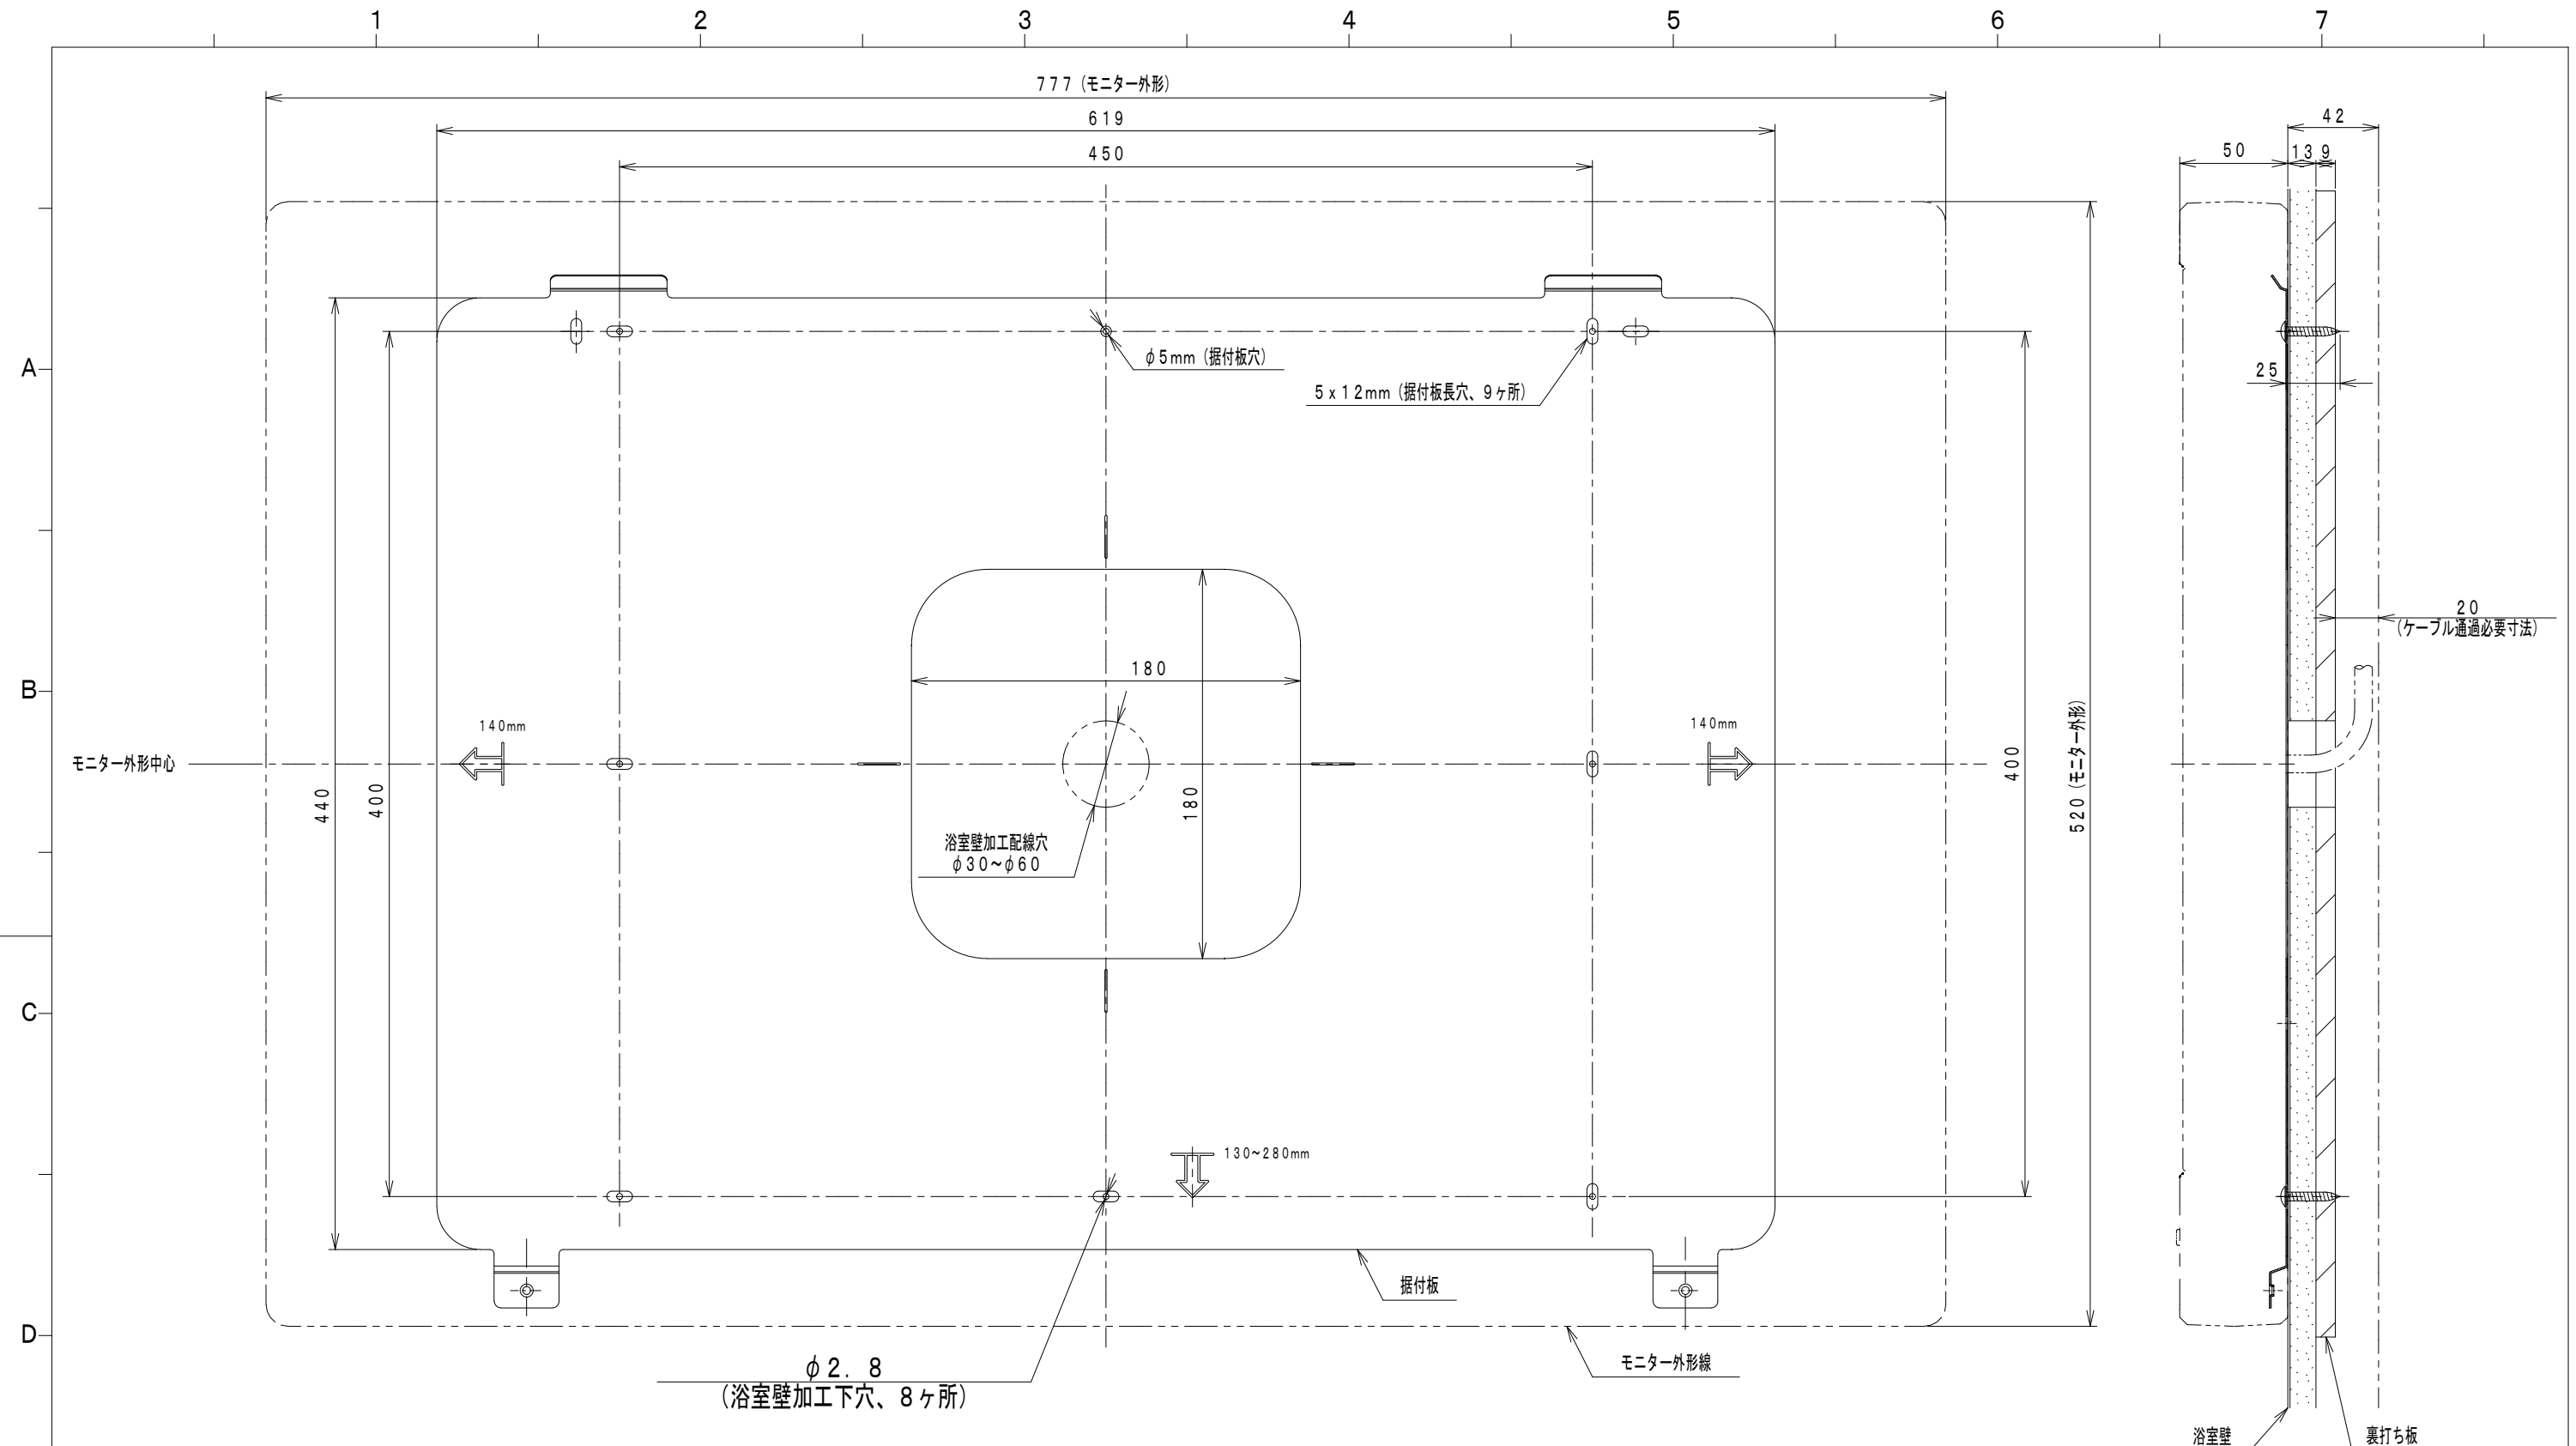 1 2 3 4 5 6 7
777(モニター外形)
619
450
42
50
13 9
A
φ5mm(据付板穴)
5x12mm(据付板長穴、9ヶ所)
25
20
(ケーブル通過必要寸法)
B
180
140mm
140mm
モニター外形中心
440
400
180
400
520(モニター外形)
浴室壁加工配線穴
φ30~φ60
C
130~280mm
据付板
D
モニター外形線
φ2.8
(浴室壁加工下穴、8ヶ所)
浴室壁
裏打ち板